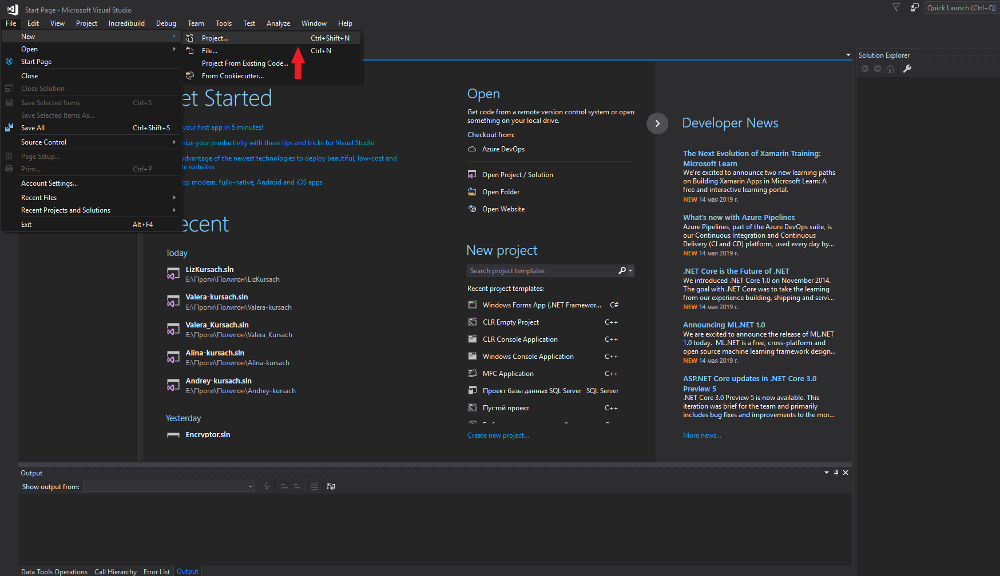 Start Page - Microsoft Visual Studio
Quick Launch (Ctrl+Q)
File Edit View Project Incredibuild Debug Team Tools Test Analyze Window Help
New
Open
Start Page
Close
Close Solution
Save Selected Items Ctrl+S
Save Selected Items As...
Save All Ctrl+Shift+S
Source Control
Page Setup...
Print... Ctrl+P
Account Settings...
Recent Files
Recent Projects and Solutions
Exit Alt+F4
Project... Ctrl+Shift+N
File... Ctrl+N
Project From Existing Code...
From Cookiecutter...
et Started
your first app in 5 minutes!
mize your productivity with these tips and tricks for Visual Studio
advantage of the newest technologies to deploy beautiful, low-cost and
le websites
op modern, fully-native, Android and iOS apps
ecent
Today
LizKursach.sln
E:\Проги\Полигон\LizKursach
Valera-kursach.sln
E:\Проги\Полигон\Valera-kursach
Valera_Kursach.sln
E:\Проги\Полигон\Valera_Kursach
Alina-kursach.sln
E:\Проги\Полигон\Alina-kursach
Andrey-kursach.sln
E:\Проги\Полигон\Andrey-kursach
Yesterday
Encryptor.sln
Open
Get code from a remote version control system or open
something on your local drive.
Checkout from:
Azure DevOps
Open Project / Solution
Open Folder
Open Website
New project
Search project templates
Recent project templates:
Windows Forms App (.NET Framewor... C#
CLR Empty Project C++
CLR Console Application C++
Windows Console Application C++
MFC Application C++
Проект базы данных SQL Server SQL Server
Пустой проект C++
Create new project...
Developer News
The Next Evolution of Xamarin Training:
Microsoft Learn
We're excited to announce two new learning paths
on Building Xamarin Apps in Microsoft Learn: A
free and interactive learning portal.
NEW 14 мая 2019 г.
What's new with Azure Pipelines
Azure Pipelines, part of the Azure DevOps suite, is
our Continuous Integration and Continuous
Delivery (CI and CD) platform, used every day by...
NEW 14 мая 2019 г.
.NET Core is the Future of .NET
We introduced .NET Core 1.0 on November 2014.
The goal with .NET Core was to take the learning
from our experience building, shipping and servi...
NEW 14 мая 2019 г.
Announcing ML.NET 1.0
We are excited to announce the release of ML.NET
1.0 today. ML.NET is a free, cross-platform and
open source machine learning framework design...
NEW 14 мая 2019 г.
ASP.NET Core updates in .NET Core 3.0
Preview 5
.NET Core 3.0 Preview 5 is now available. This
iteration was brief for the team and primarily
includes bug fixes and improvements to the mor...
More news...
Solution Explorer
Output
Show output from:
Data Tools Operations Call Hierarchy Error List Output